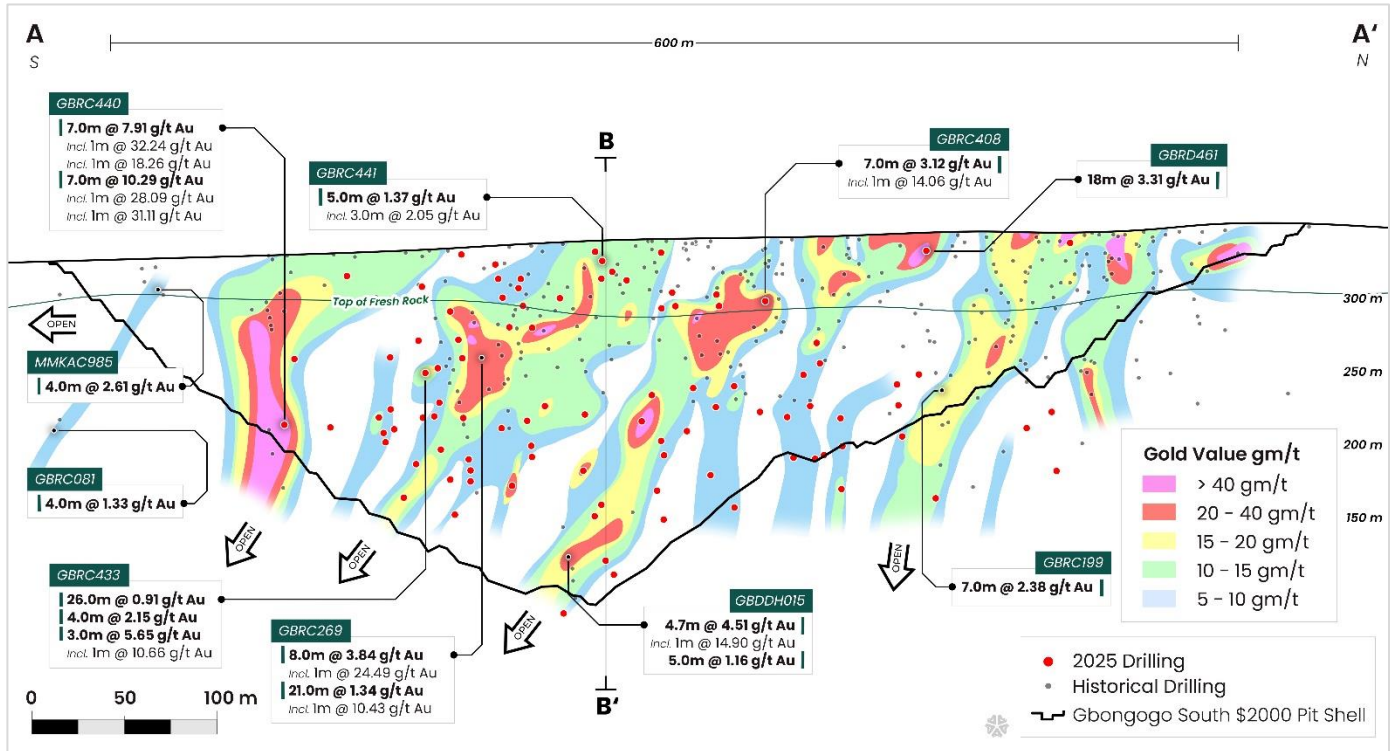 A
S
600 m
A'
N
GBRC440
7.0m @ 7.91 g/t Au
Incl. 1m @ 32.24 g/t Au
Incl. 1m @ 18.26 g/t Au
7.0m @ 10.29 g/t Au
Incl. 1m @ 28.09 g/t Au
Incl. 1m @ 31.11 g/t Au
GBRC441
5.0m @ 1.37 g/t Au
Incl. 3.0m @ 2.05 g/t Au
B
GBRC408
7.0m @ 3.12 g/t Au
Incl. 1m @ 14.06 g/t Au
GBRD461
18m @ 3.31 g/t Au
Top of Fresh Rock
300 m
250 m
200 m
150 m
OPEN
MMKAC985
4.0m @ 2.61 g/t Au
GBRC081
4.0m @ 1.33 g/t Au
OPEN
OPEN
OPEN
OPEN
GBRC433
26.0m @ 0.91 g/t Au
4.0m @ 2.15 g/t Au
3.0m @ 5.65 g/t Au
Incl. 1m @ 10.66 g/t Au
GBRC269
8.0m @ 3.84 g/t Au
Incl. 1m @ 24.49 g/t Au
21.0m @ 1.34 g/t Au
Incl. 1m @ 10.43 g/t Au
GBDDH015
4.7m @ 4.51 g/t Au
Incl. 1m @ 14.90 g/t Au
5.0m @ 1.16 g/t Au
GBRC199
7.0m @ 2.38 g/t Au
B'
Gold Value gm/t
> 40 gm/t
20 - 40 gm/t
15 - 20 gm/t
10 - 15 gm/t
5 - 10 gm/t
2025 Drilling
Historical Drilling
Gbongogo South $2000 Pit Shell
0 50 100 m